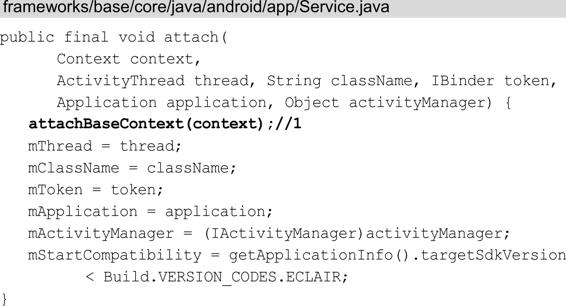 frameworks/base/core/java/android/app/Service.java
public final void attach(
Context context,
ActivityThread thread, String className, IBinder token,
Application application, Object activityManager) {
attachBaseContext(context);//1
mThread = thread;
mClassName = className;
mToken = token;
mApplication = application;
mActivityManager = (IActivityManager)activityManager;
mStartCompatibility = getApplicationInfo().targetSdkVersion
< Build.VERSION_CODES.ECLAIR;
}